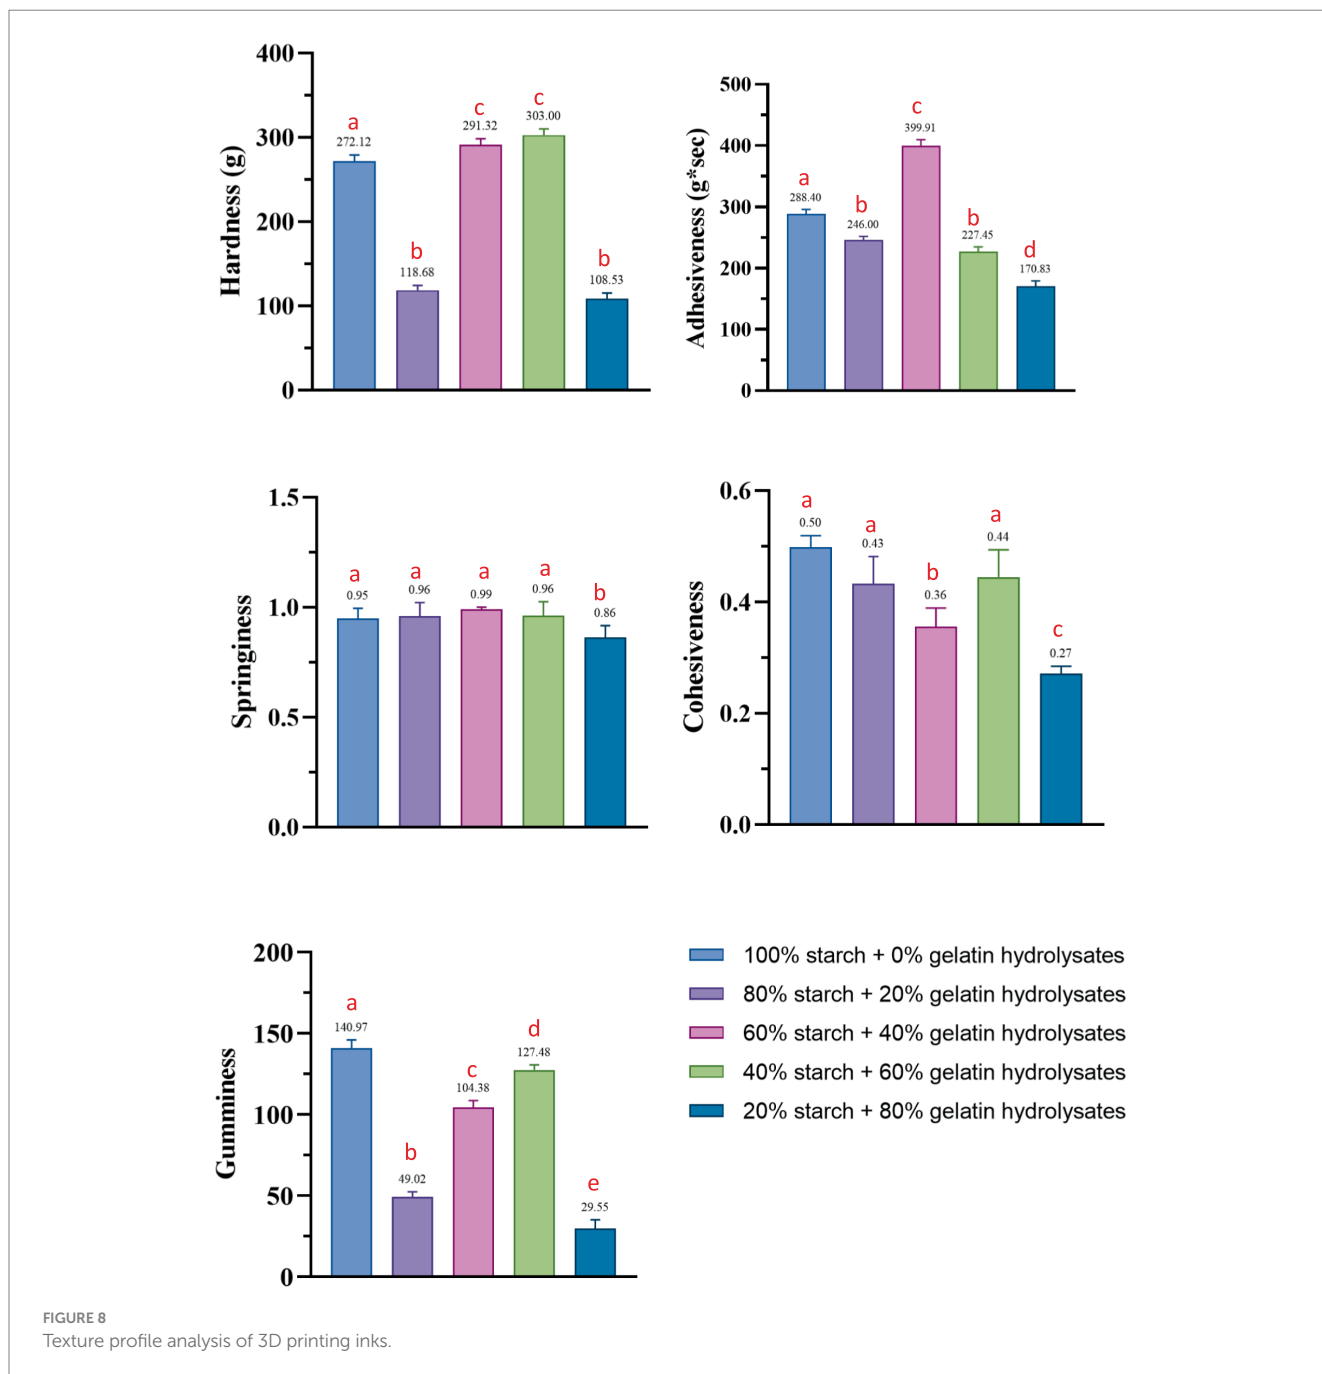 400
300
200
100
0
Hardness (g)
a
272.12
b
118.68
c
291.32
c
303.00
b
108.53
500
400
300
200
100
0
Adhesiveness (g*sec)
a
288.40
b
246.00
c
399.91
b
227.45
d
170.83
1.5
1.0
0.5
0.0
Springiness
a
0.95
a
0.96
a
0.99
a
0.96
b
0.86
0.6
0.4
0.2
0.0
Cohesiveness
a
0.50
a
0.43
b
0.36
a
0.44
c
0.27
200
150
100
50
0
Gumminess
a
140.97
b
49.02
c
104.38
d
127.48
e
29.55
100% starch + 0% gelatin hydrolysates
80% starch + 20% gelatin hydrolysates
60% starch + 40% gelatin hydrolysates
40% starch + 60% gelatin hydrolysates
20% starch + 80% gelatin hydrolysates
FIGURE 8
Texture profile analysis of 3D printing inks.